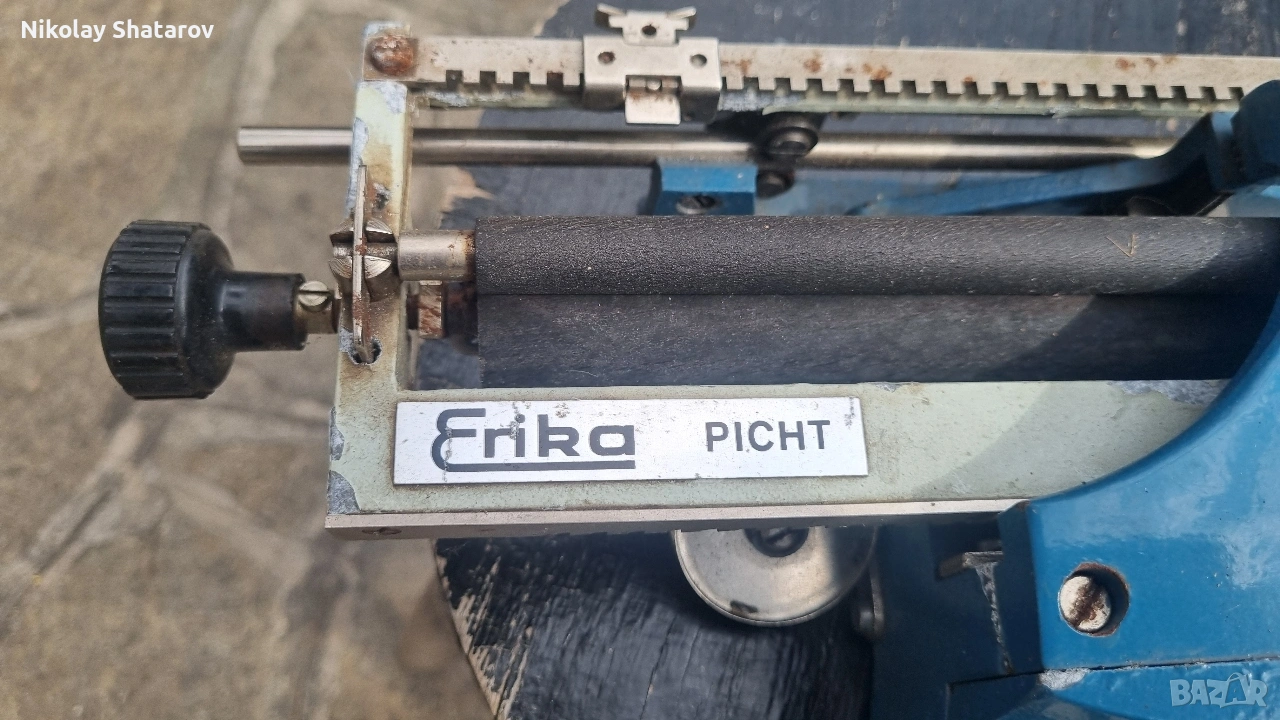 Nikolay Shatarov
Erika PICHT
BAZAR